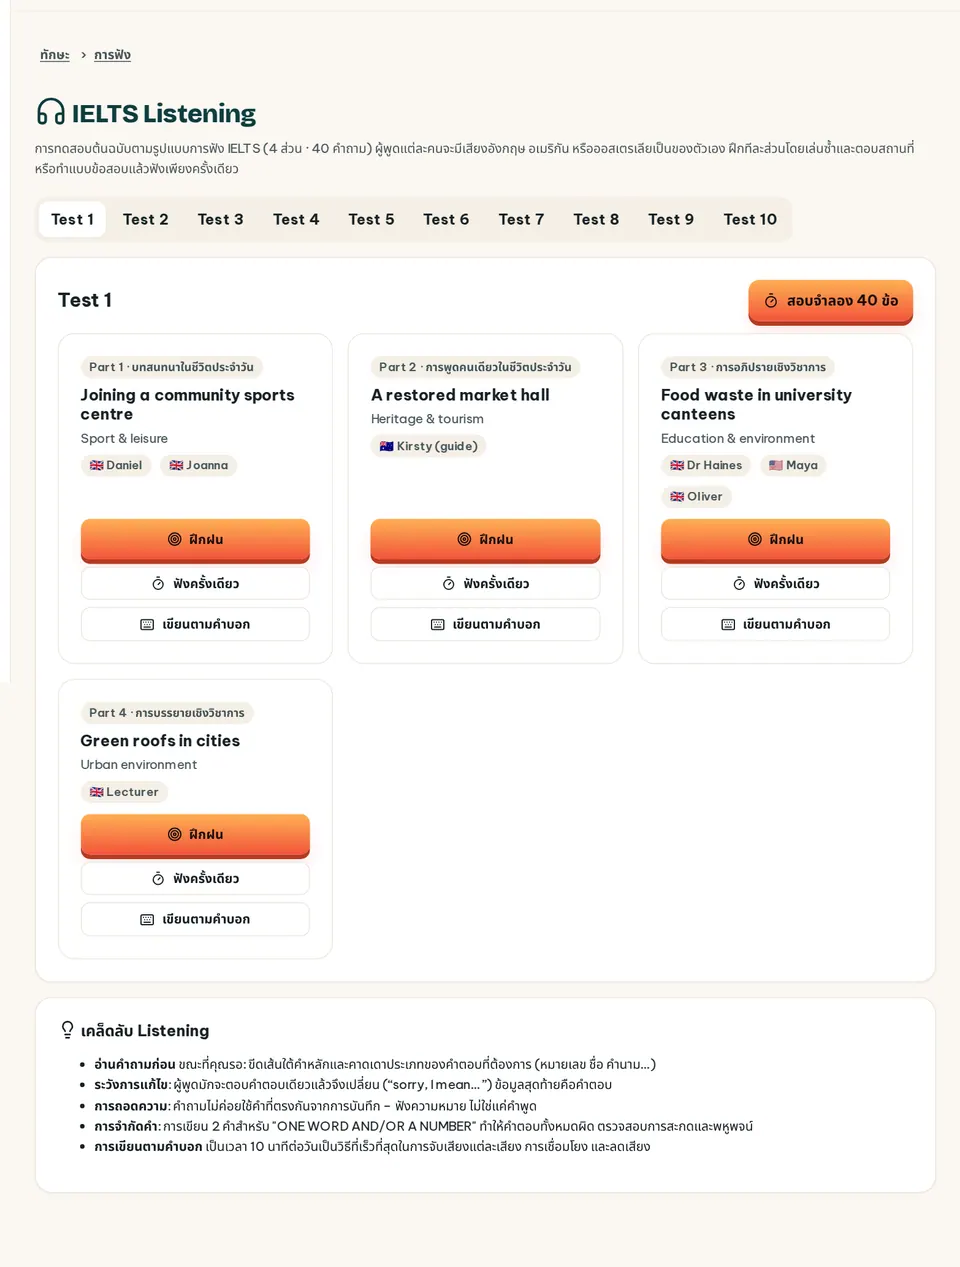 ทักษะ › การฟัง
IELTS Listening
การทดสอบต้นฉบับตามรูปแบบการฟัง IELTS (4 ส่วน · 40 คำถาม) ผู้พูดแต่ละคนจะมีเสียงอังกฤษ อเมริกัน หรือออสเตรเลียเป็นของตัวเอง ฝึกทีละส่วนโดยเล่นซ้ำและตอบสถานที่
หรือทำแบบข้อสอบแล้วฟังเพียงครั้งเดียว
Test 1 Test 2 Test 3 Test 4 Test 5 Test 6 Test 7 Test 8 Test 9 Test 10
Test 1
สอบจำลอง 40 ข้อ
Part 1 · บทสนทนาในชีวิตประจำวัน
Joining a community sports
centre
Sport & leisure
🇬🇧 Daniel 🇬🇧 Joanna
ฝึกฝน
ฟังครั้งเดียว
เขียนตามคำบอก
Part 2 · การพูดคนเดียวในชีวิตประจำวัน
A restored market hall
Heritage & tourism
🇦🇺 Kirsty (guide)
ฝึกฝน
ฟังครั้งเดียว
เขียนตามคำบอก
Part 3 · การอภิปรายเชิงวิชาการ
Food waste in university
canteens
Education & environment
🇬🇧 Dr Haines 🇺🇸 Maya
🇬🇧 Oliver
ฝึกฝน
ฟังครั้งเดียว
เขียนตามคำบอก
Part 4 · การบรรยายเชิงวิชาการ
Green roofs in cities
Urban environment
🇬🇧 Lecturer
ฝึกฝน
ฟังครั้งเดียว
เขียนตามคำบอก
เคล็ดลับ Listening
• อ่านคำถามก่อน ขณะที่คุณรอ: ขีดเส้นใต้คำหลักและคาดเดาประเภทของคำตอบที่ต้องการ (หมายเลข ชื่อ คำนาม...)
• ระวังการแก้ไข: ผู้พูดมักจะตอบคำตอบเดียวแล้วจึงเปลี่ยน (“sorry, I mean...”) ข้อมูลสุดท้ายคือคำตอบ
• การถอดความ: คำถามไม่ค่อยใช้คำที่ตรงกันจากการบันทึก – ฟังความหมาย ไม่ใช่แค่คำพูด
• การจำกัดคำ: การเขียน 2 คำสำหรับ "ONE WORD AND/OR A NUMBER" ทำให้คำตอบทั้งหมดผิด ตรวจสอบการสะกดและพหูพจน์
• การเขียนตามคำบอก เป็นเวลา 10 นาทีต่อวันเป็นวิธีที่เร็วที่สุดในการจับเสียงแต่ละเสียง การเชื่อมโยง และลดเสียง